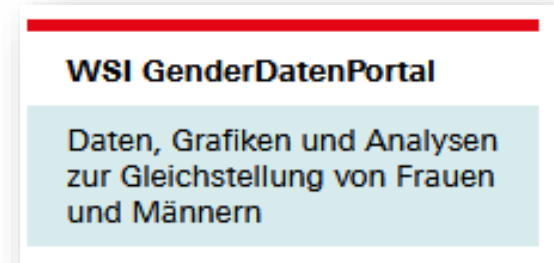 WSI GenderDatenPortal
Daten, Grafiken und Analysen
zur Gleichstellung von Frauen
und Männern